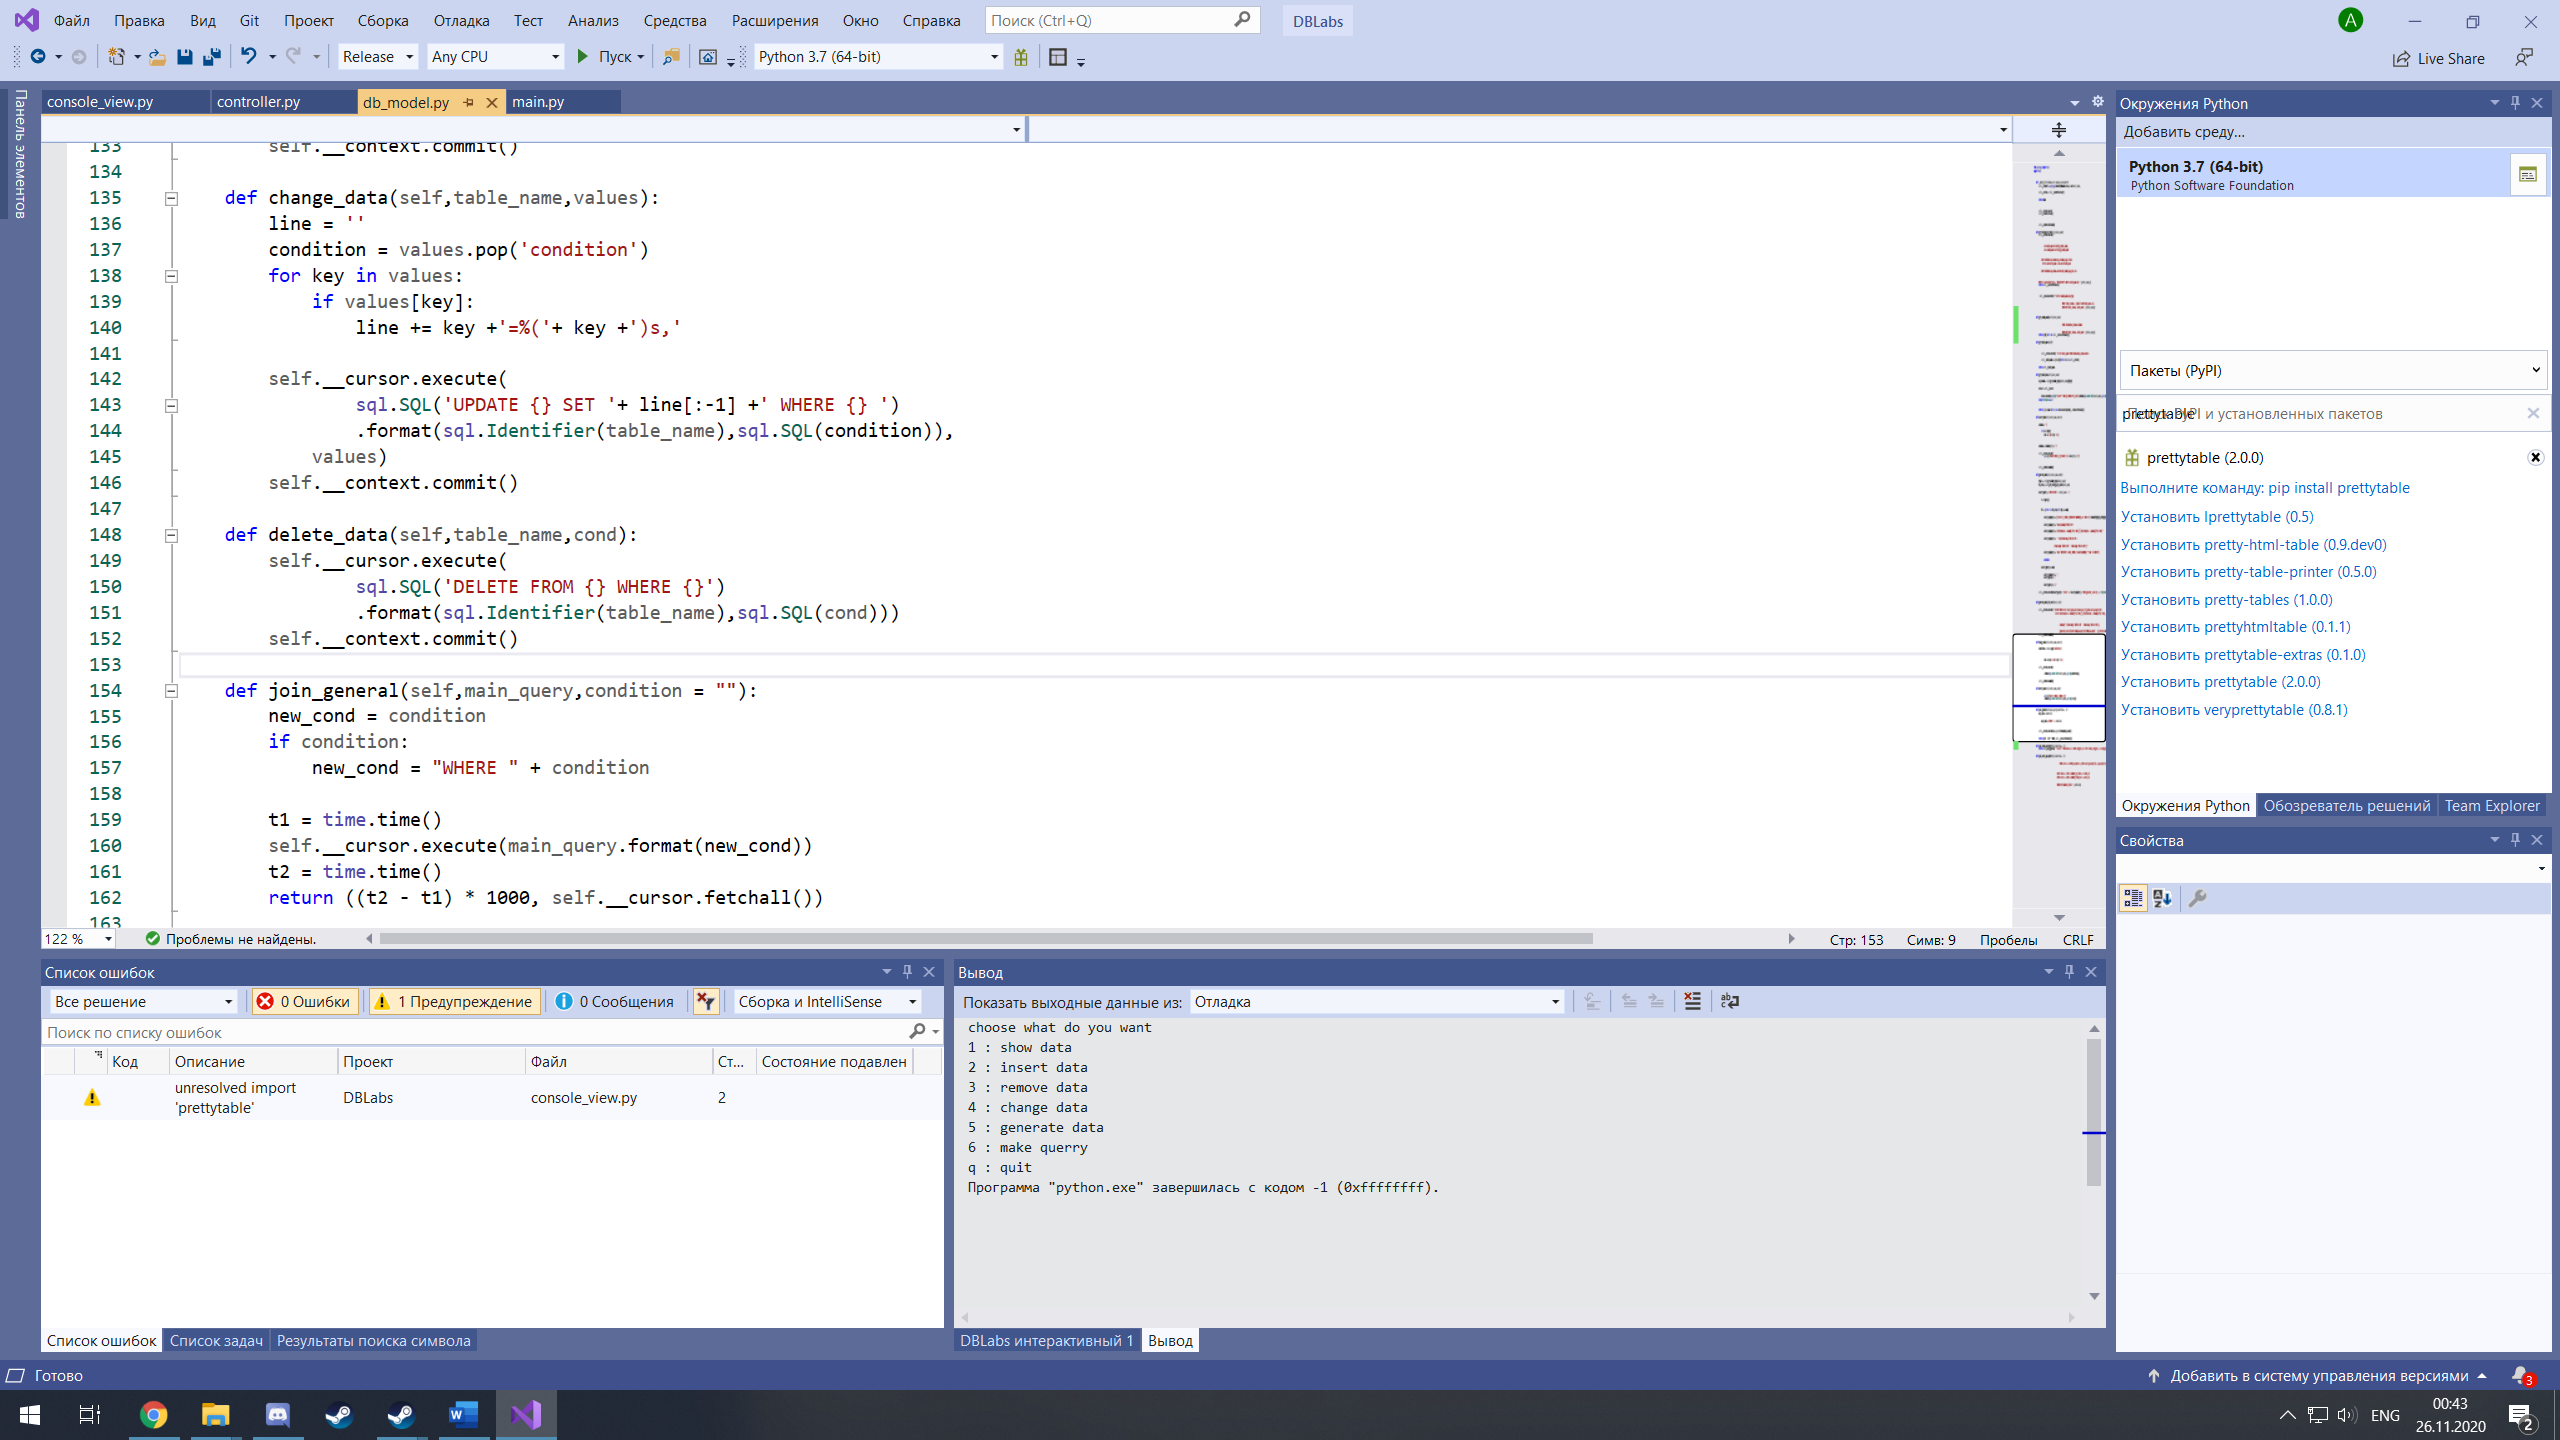 Файл Правка Вид Git Проект Сборка Отладка Тест Анализ Средства Расширения Окно Справка Поиск (Ctrl+Q) DBLabs A
Release Any CPU Пуск Python 3.7 (64-bit) Live Share
Панель элементов
console_view.py controller.py db_model.py main.py
133 self.__context.commit()
134
135 def change_data(self,table_name,values):
136 line = ''
137 condition = values.pop('condition')
138 for key in values:
139 if values[key]:
140 line += key +'=%('+ key +')s,'
141
142 self.__cursor.execute(
143 sql.SQL('UPDATE {} SET '+ line[:-1] +' WHERE {} ')
144 .format(sql.Identifier(table_name),sql.SQL(condition)),
145 values)
146 self.__context.commit()
147
148 def delete_data(self,table_name,cond):
149 self.__cursor.execute(
150 sql.SQL('DELETE FROM {} WHERE {}')
151 .format(sql.Identifier(table_name),sql.SQL(cond)))
152 self.__context.commit()
153
154 def join_general(self,main_query,condition = ""):
155 new_cond = condition
156 if condition:
157 new_cond = "WHERE " + condition
158
159 t1 = time.time()
160 self.__cursor.execute(main_query.format(new_cond))
161 t2 = time.time()
162 return ((t2 - t1) * 1000, self.__cursor.fetchall())
163
122 % Проблемы не найдены. Стр: 153 Симв: 9 Пробелы CRLF
Окружения Python
Добавить среду...
Python 3.7 (64-bit)
Python Software Foundation
Пакеты (PyPI)
prettytable PyPI и установленных пакетов
prettytable (2.0.0)
Выполните команду: pip install prettytable
Установить lprettytable (0.5)
Установить pretty-html-table (0.9.dev0)
Установить pretty-table-printer (0.5.0)
Установить pretty-tables (1.0.0)
Установить prettyhtmltable (0.1.1)
Установить prettytable-extras (0.1.0)
Установить prettytable (2.0.0)
Установить veryprettytable (0.8.1)
Окружения Python Обозреватель решений Team Explorer
Свойства
Список ошибок
Все решение 0 Ошибки 1 Предупреждение 0 Сообщения Сборка и IntelliSense
Поиск по списку ошибок
Код Описание Проект Файл Ст... Состояние подавлен
unresolved import 'prettytable' DBLabs console_view.py 2
Список ошибок Список задач Результаты поиска символа
Вывод
Показать выходные данные из: Отладка
choose what do you want
1 : show data
2 : insert data
3 : remove data
4 : change data
5 : generate data
6 : make querry
q : quit
Программа "python.exe" завершилась с кодом -1 (0xffffffff).
DBLabs интерактивный 1 Вывод
Готово Добавить в систему управления версиями 3
ENG 00:43
26.11.2020 2